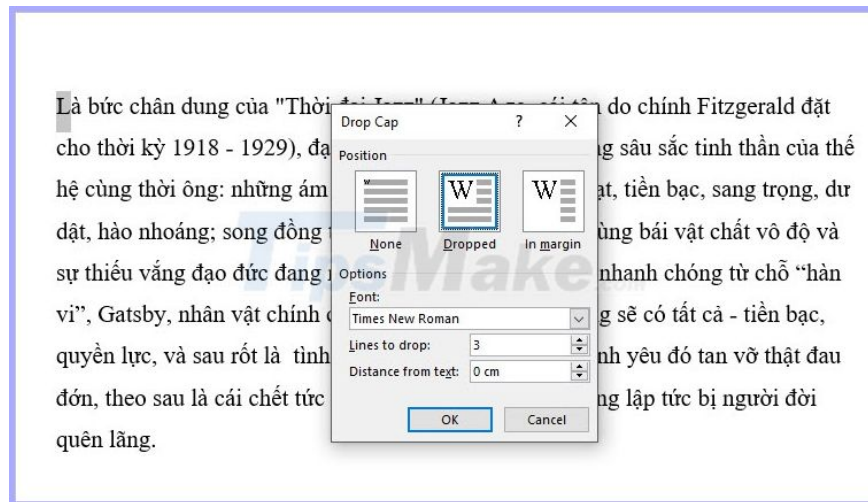 Là bức chân dung của "Thời đại Jazz" (Jazz Age, cái tên do chính Fitzgerald đặt
cho thời kỳ 1918 - 1929), sâu sắc tinh thần của thế
hệ cùng thời ông: những ám tiền bạc, sang trọng, dư
dật, hào nhoáng; song đồng bái vật chất vô độ và
sự thiếu vắng đạo đức đang nhanh chóng từ chỗ “hàn
vi”, Gatsby, nhân vật chính sẽ có tất cả - tiền bạc,
quyền lực, và sau rốt là tình yêu đó tan vỡ thật đau
đớn, theo sau là cái chết tức lập tức bị người đời
quên lãng.
Drop Cap ? ×
Position
W W W
None Dropped In margin
Options
Font:
Times New Roman
Lines to drop: 3
Distance from text: 0 cm
OK Cancel
TipsMake.com